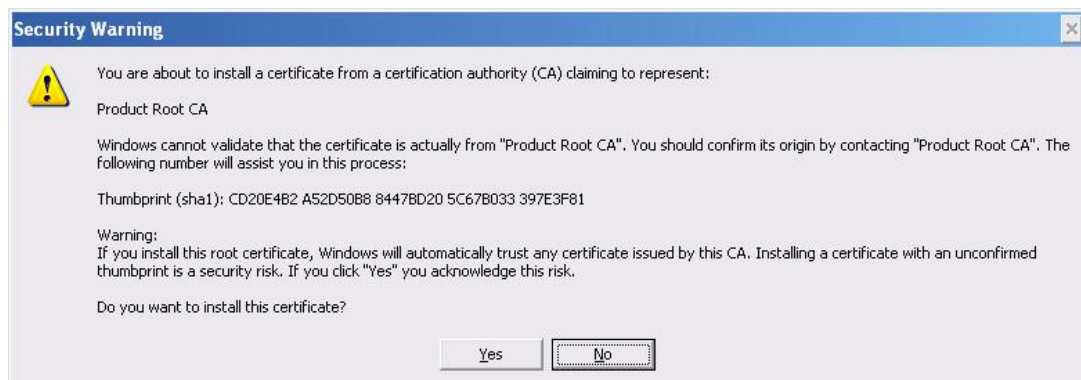 Security Warning
You are about to install a certificate from a certification authority (CA) claiming to represent:
Product Root CA
Windows cannot validate that the certificate is actually from "Product Root CA". You should confirm its origin by contacting "Product Root CA". The
following number will assist you in this process:
Thumbprint (sha1): CD20E4B2 A52D50B8 8447BD20 5C67B033 397E3F81
Warning:
If you install this root certificate, Windows will automatically trust any certificate issued by this CA. Installing a certificate with an unconfirmed
thumbprint is a security risk. If you click "Yes" you acknowledge this risk.
Do you want to install this certificate?
Yes No